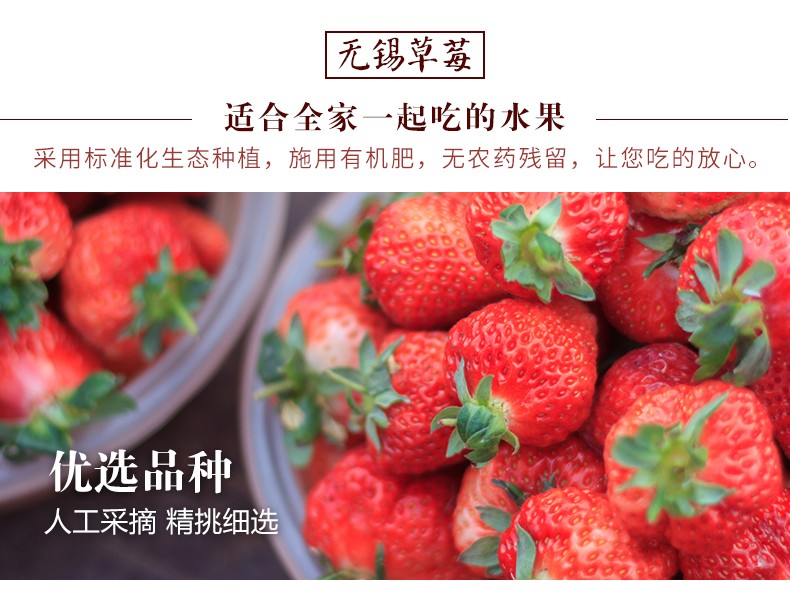 无锡草莓
适合全家一起吃的水果
采用标准化生态种植，施用有机肥，无农药残留，让您吃的放心。
优选品种
人工采摘 精挑细选